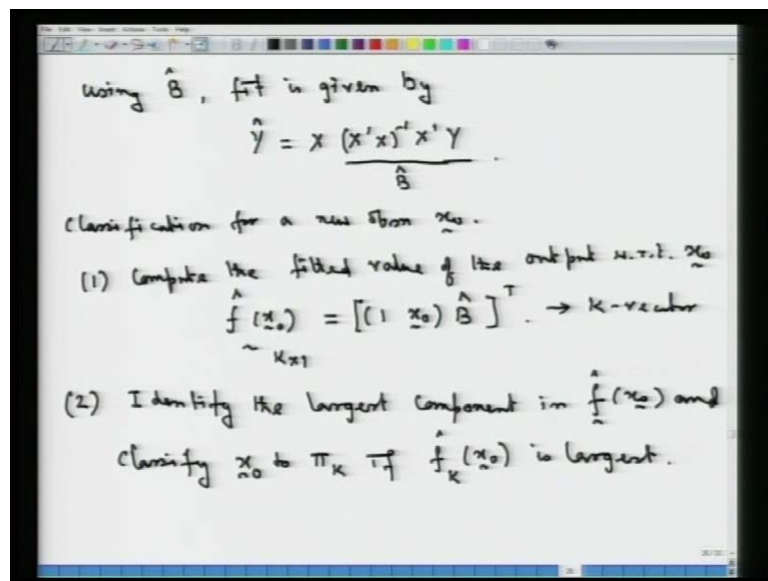 using B̂, fit is given by
Ŷ = X (X'X)⁻¹ X' Y
B̂
Classification for a new obsn x₀.
(1) Compute the fitted value of the output w.r.t. x₀
f̂ (x₀) = [(1 x₀) B̂]ᵀ. → K-vector
K×1
(2) Identify the largest component in f̂ (x₀) and
classify x₀ to π_K if f̂_K (x₀) is largest.